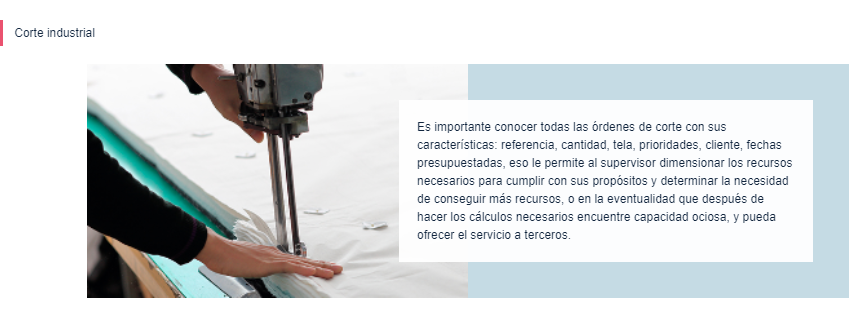 Corte industrial
Es importante conocer todas las órdenes de corte con sus
características: referencia, cantidad, tela, prioridades, cliente, fechas
presupuestadas, eso le permite al supervisor dimensionar los recursos
necesarios para cumplir con sus propósitos y determinar la necesidad
de conseguir más recursos, o en la eventualidad que después de
hacer los cálculos necesarios encuentre capacidad ociosa, y pueda
ofrecer el servicio a terceros.